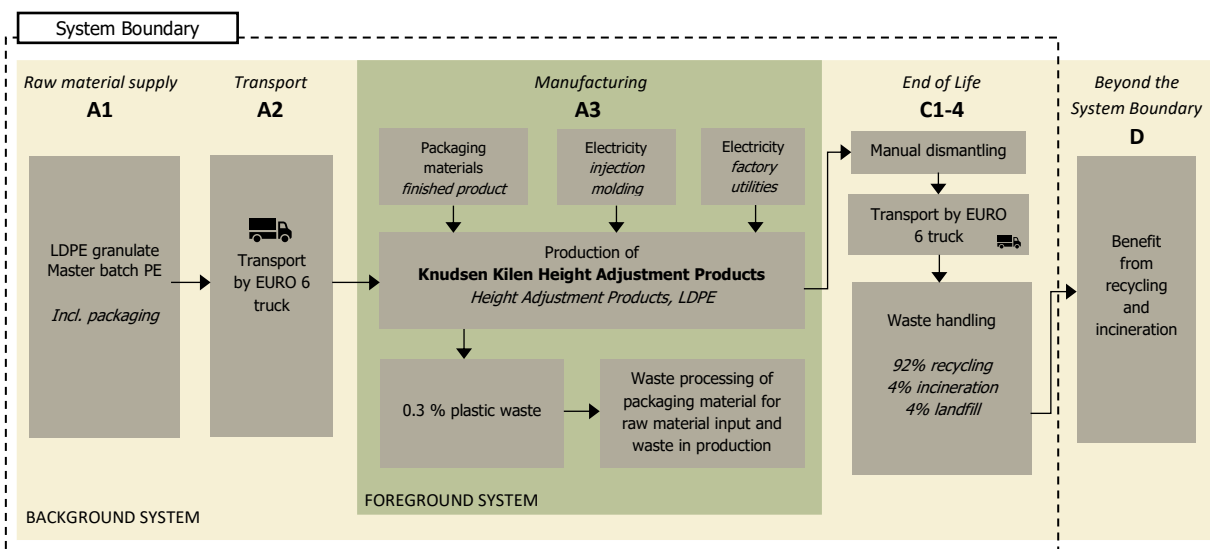 System Boundary
Raw material supply
A1
LDPE granulate
Master batch PE
Incl. packaging
Transport
A2
Transport
by EURO 6
truck
Manufacturing
A3
Packaging
materials
finished product
Electricity
injection
molding
Electricity
factory
utilities
Production of
Knudsen Kilen Height Adjustment Products
Height Adjustment Products, LDPE
0.3 % plastic waste
Waste processing of
packaging material for
raw material input and
waste in production
FOREGROUND SYSTEM
End of Life
C1-4
Manual dismantling
Transport by EURO
6 truck
Waste handling
92% recycling
4% incineration
4% landfill
Beyond the
System Boundary
D
Benefit
from
recycling
and
incineration
BACKGROUND SYSTEM